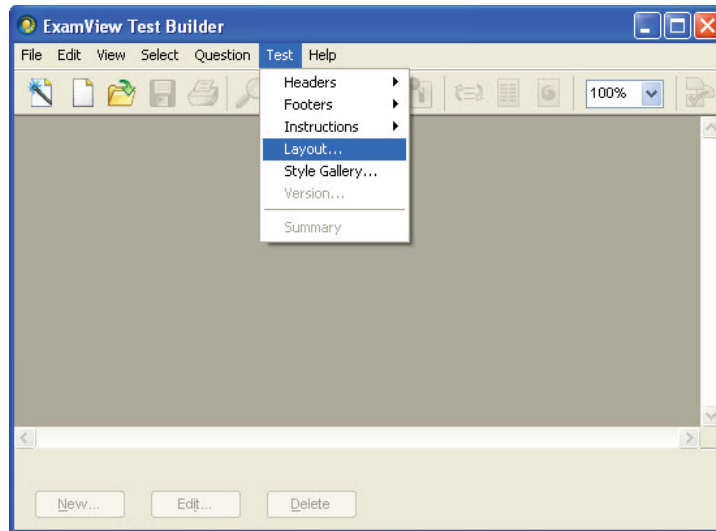 ExamView Test Builder
File Edit View Select Question Test Help
100%
Headers
Footers
Instructions
Layout...
Style Gallery...
Version...
Summary
New... Edit... Delete